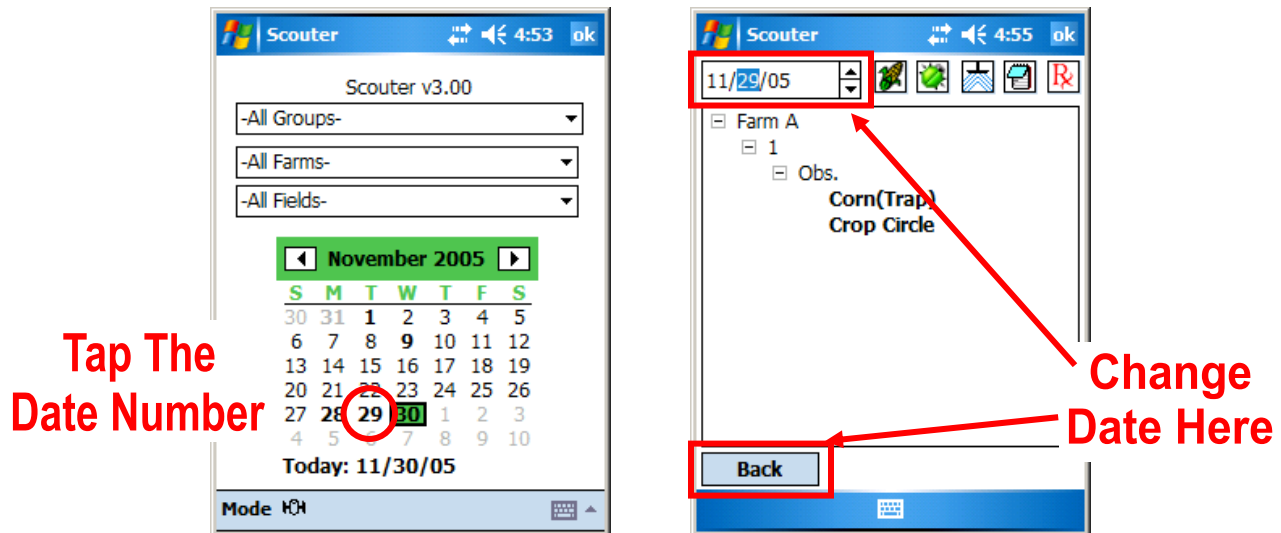 Scouter 4:53 ok
Scouter v3.00
-All Groups-
-All Farms-
-All Fields-
November 2005
S M T W T F S
30 31 1 2 3 4 5
6 7 8 9 10 11 12
13 14 15 16 17 18 19
20 21 22 23 24 25 26
27 28 29 30 1 2 3
4 5 6 7 8 9 10
Today: 11/30/05
Mode
Tap The
Date Number
Scouter 4:55 ok
11/29/05
Rx
Farm A
1
Obs.
Corn(Trap)
Crop Circle
Back
Change
Date Here